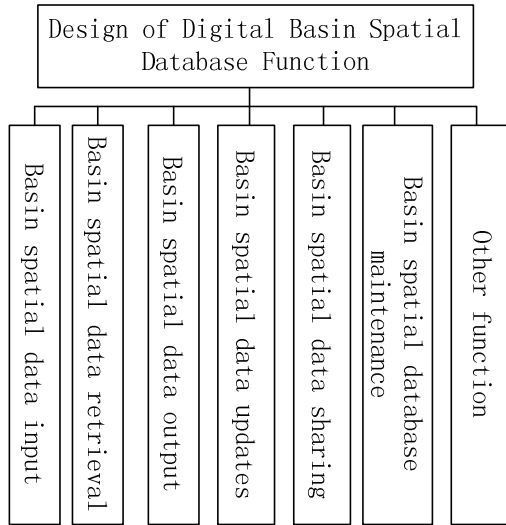 Design of Digital Basin Spatial
Database Function
Basin spatial data input
Basin spatial data retrieval
Basin spatial data output
Basin spatial data updates
Basin spatial data sharing
Basin spatial database
maintenance
Other function